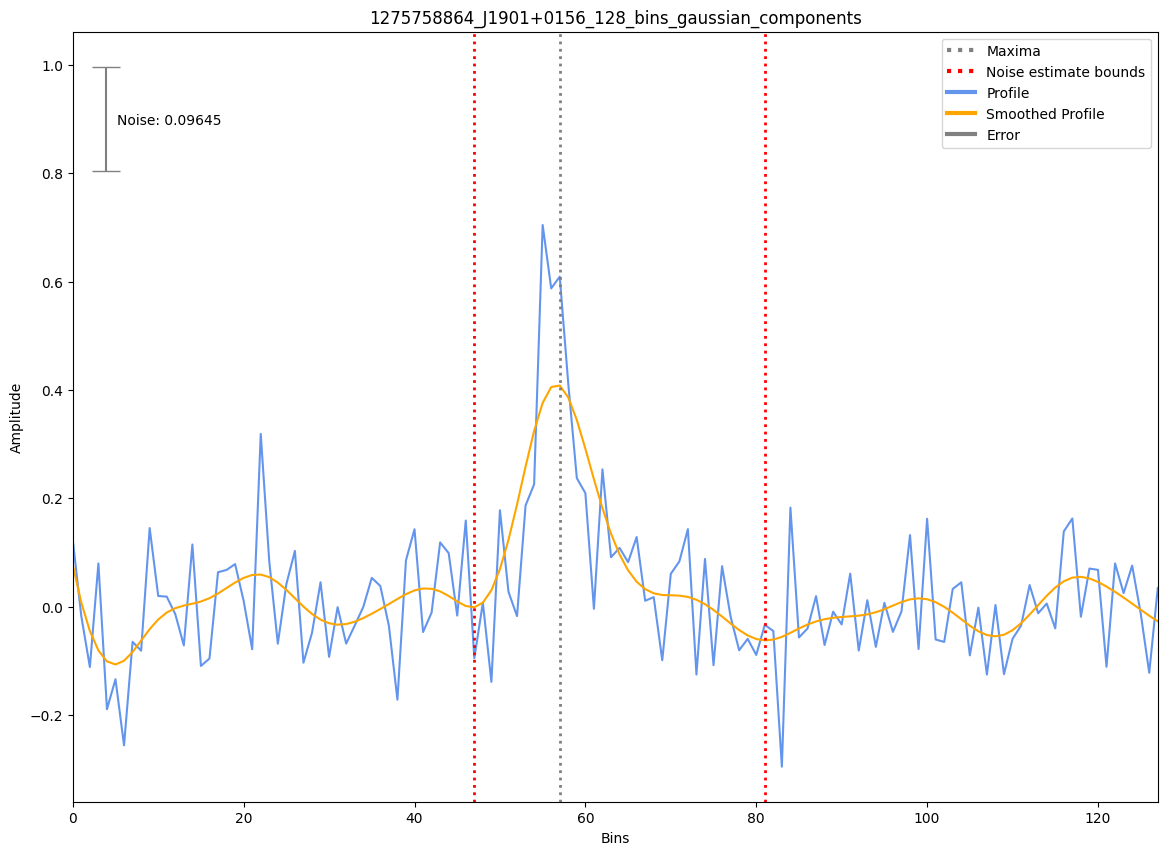 1275758864_J1901+0156_128_bins_gaussian_components
Maxima
Noise estimate bounds
Profile
Smoothed Profile
Error
Noise: 0.09645
1.0
0.8
0.6
0.4
0.2
0.0
−0.2
Amplitude
0 20 40 60 80 100 120
Bins